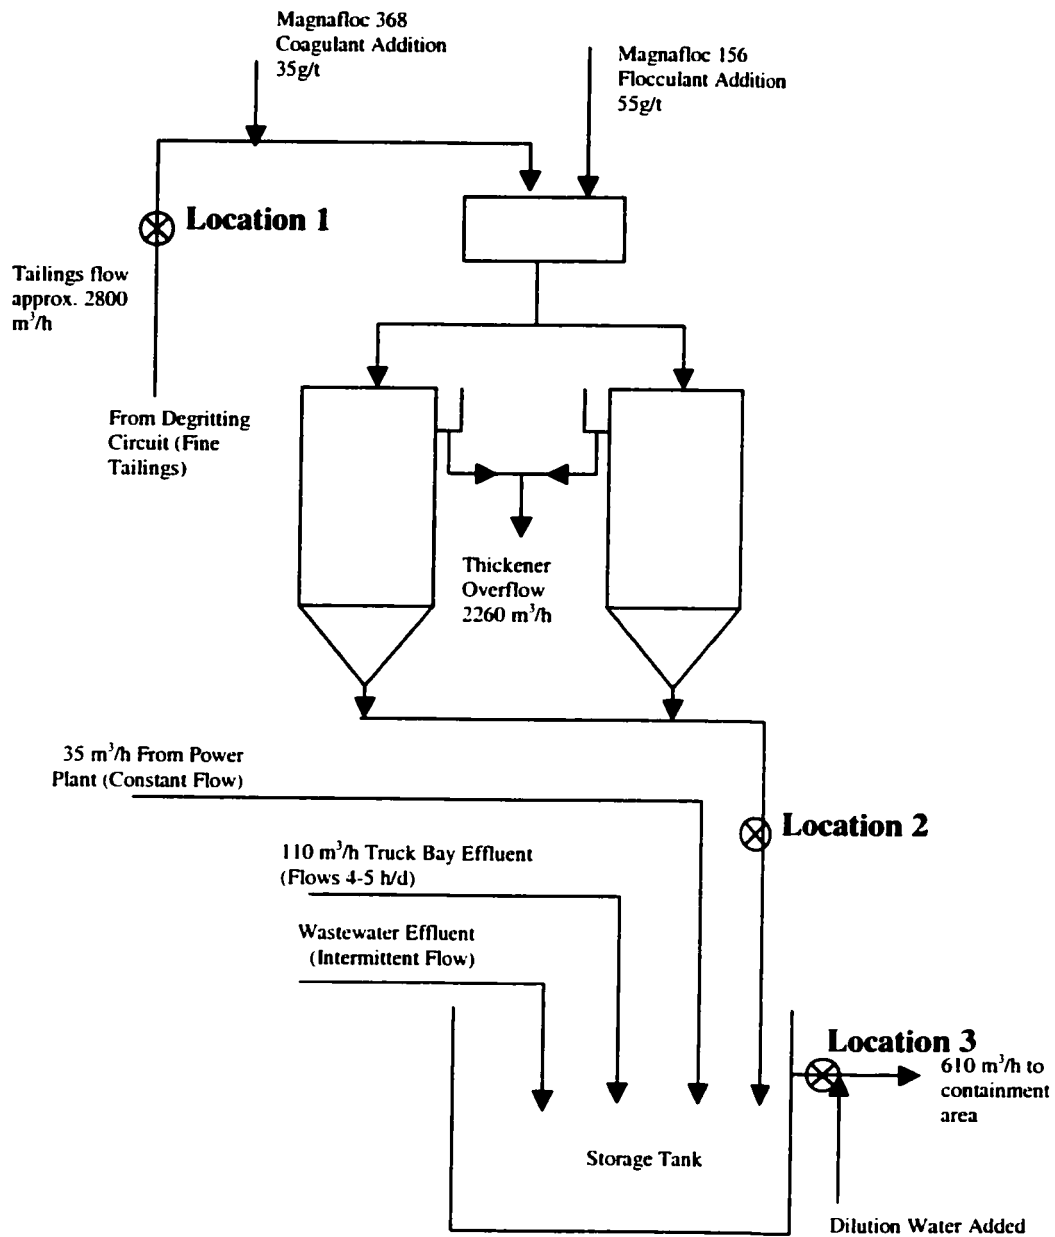 Magnafloc 368
Coagulant Addition
35g/t
Magnafloc 156
Flocculant Addition
55g/t
Location 1
Tailings flow
approx. 2800
m³/h
From Degritting
Circuit (Fine
Tailings)
Thickener
Overflow
2260 m³/h
35 m³/h From Power
Plant (Constant Flow)
Location 2
110 m³/h Truck Bay Effluent
(Flows 4-5 h/d)
Wastewater Effluent
(Intermittent Flow)
Location 3
610 m³/h to
containment
area
Storage Tank
Dilution Water Added